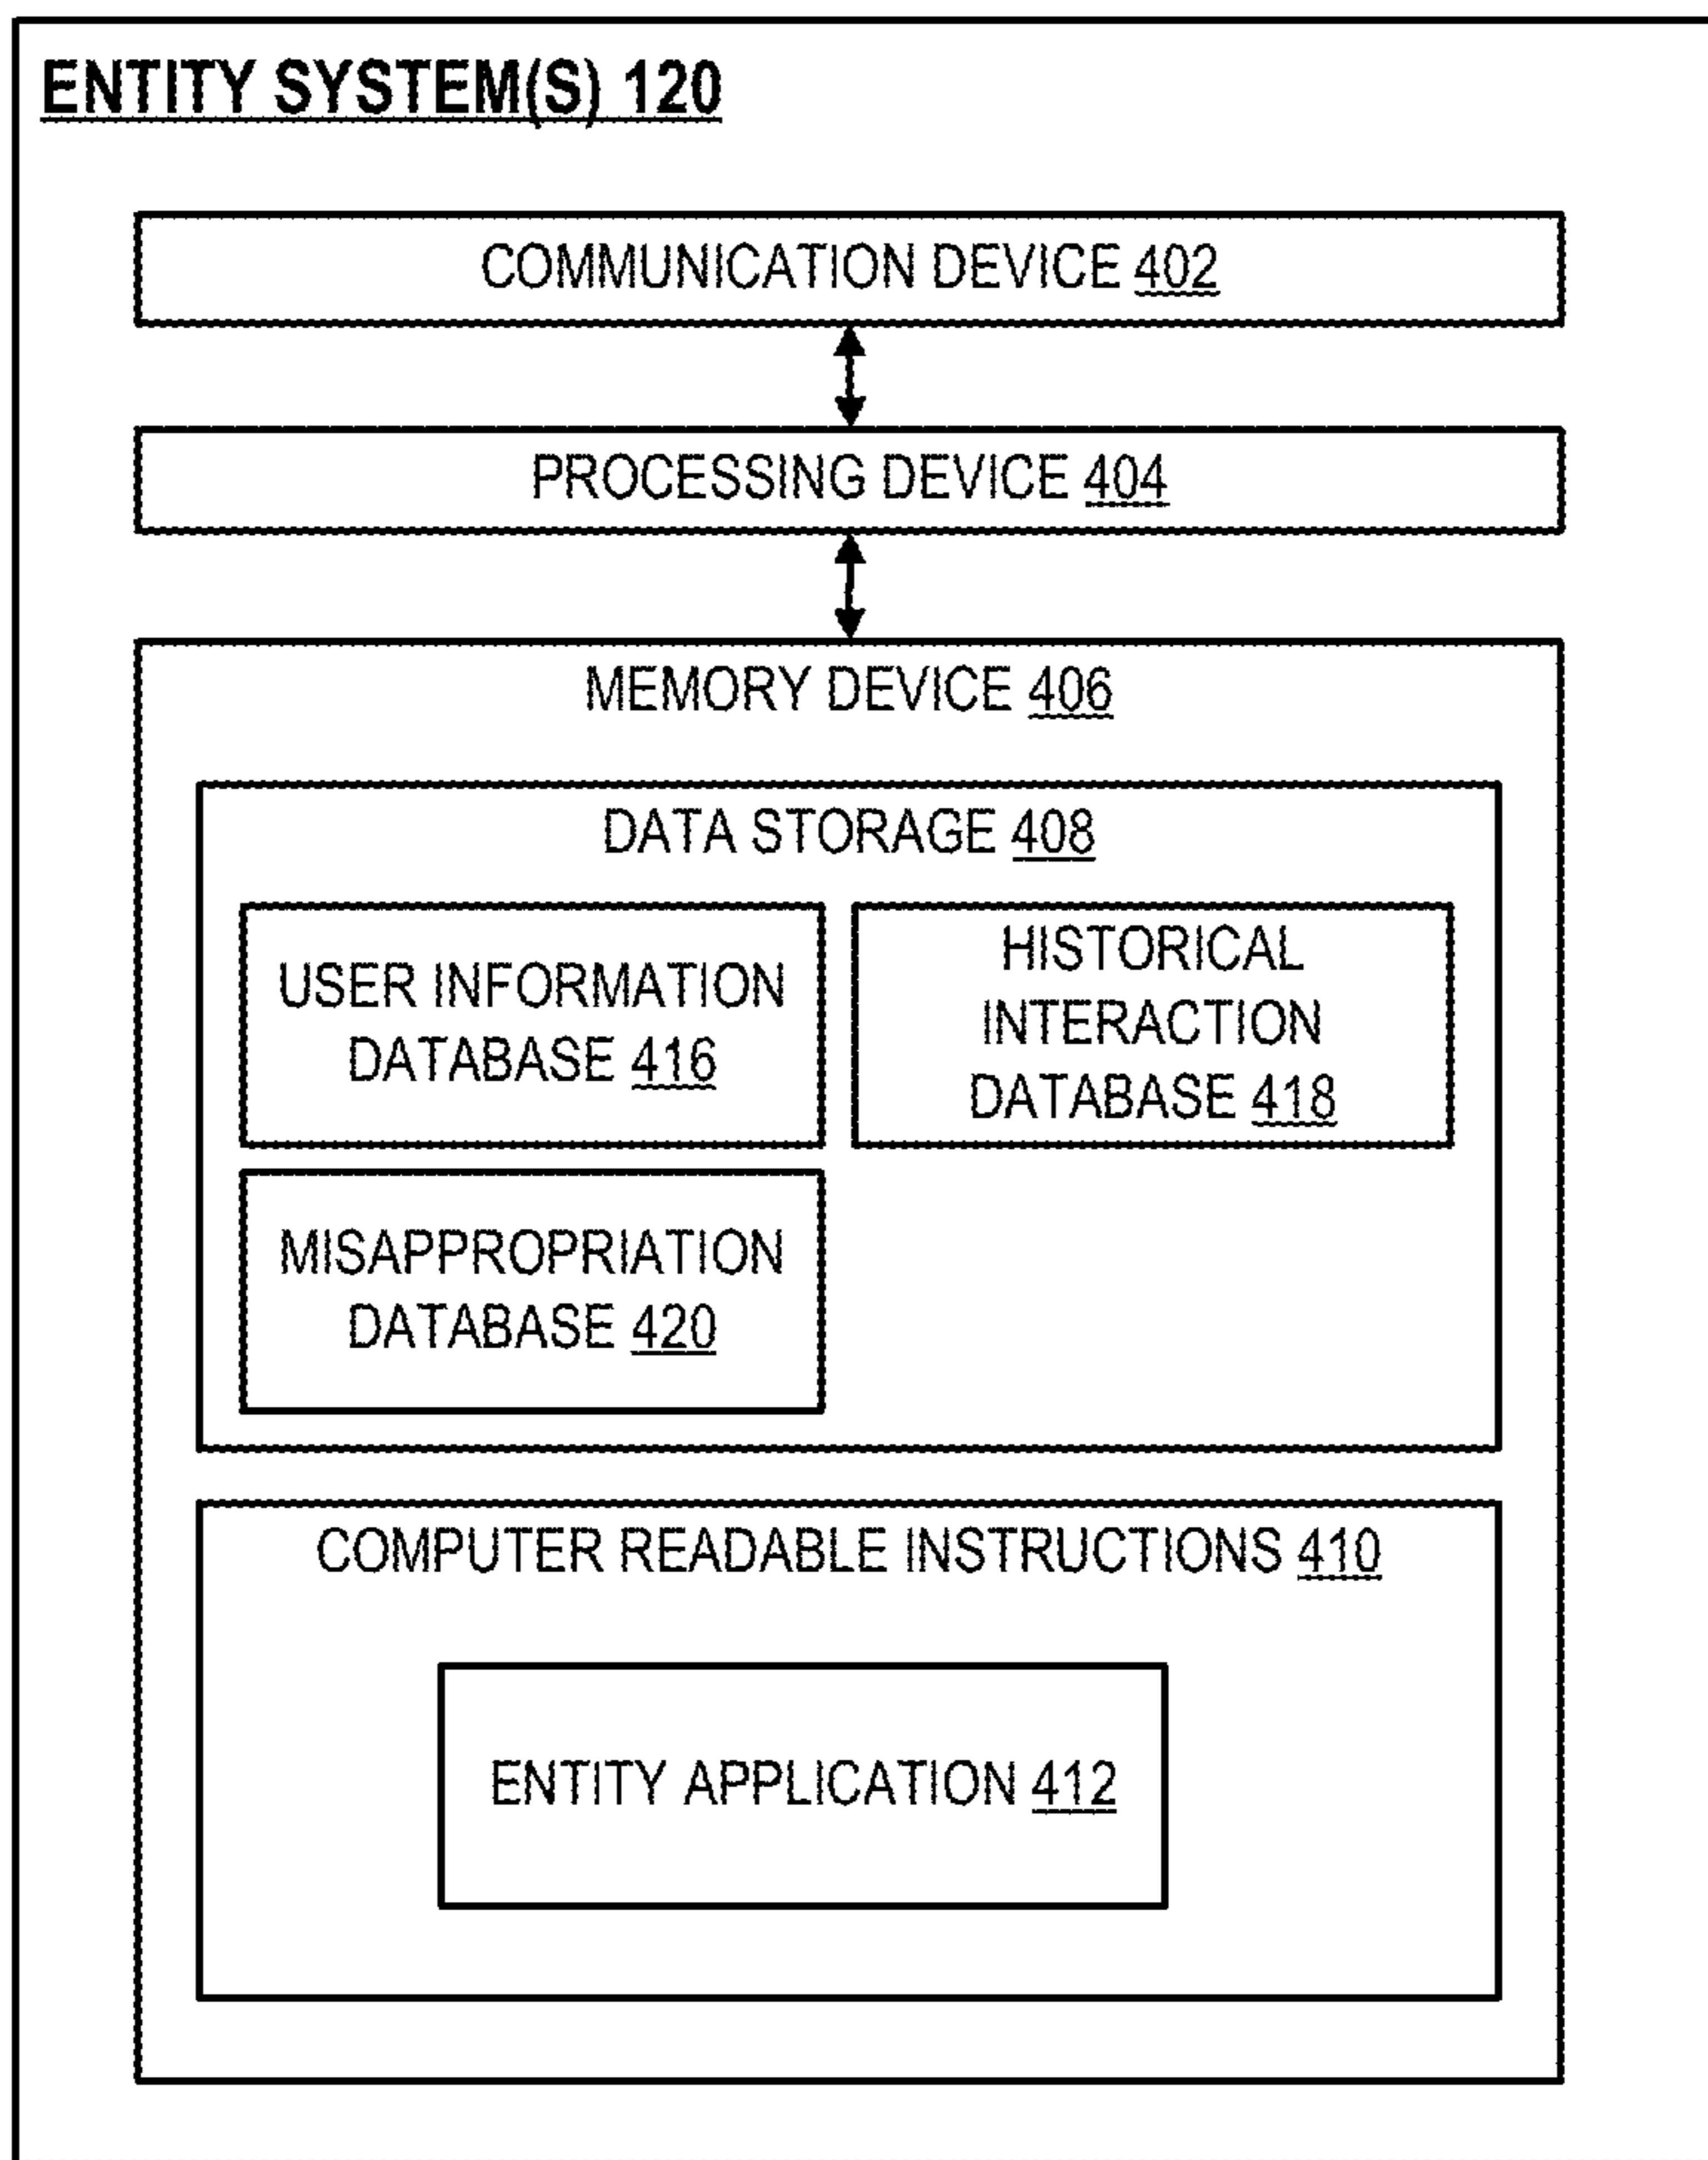 ENTITY SYSTEM(S) 120
COMMUNICATION DEVICE 402
PROCESSING DEVICE 404
MEMORY DEVICE 406
DATA STORAGE 408
USER INFORMATION
DATABASE 416
HISTORICAL
INTERACTION
DATABASE 418
MISAPPROPRIATION
DATABASE 420
COMPUTER READABLE INSTRUCTIONS 410
ENTITY APPLICATION 412